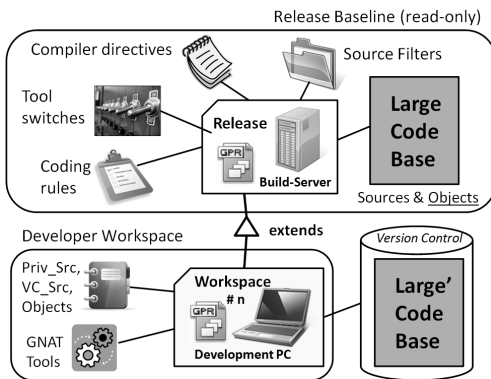 Release Baseline (read-only)
Compiler directives
Source Filters
Tool
switches
Release
GPR
Build-Server
Large
Code
Base
Coding
rules
Sources & Objects
extends
Developer Workspace
Version Control
Priv_Src,
VC_Src,
Objects
Workspace
# n
GPR
Development PC
Large’
Code
Base
GNAT
Tools